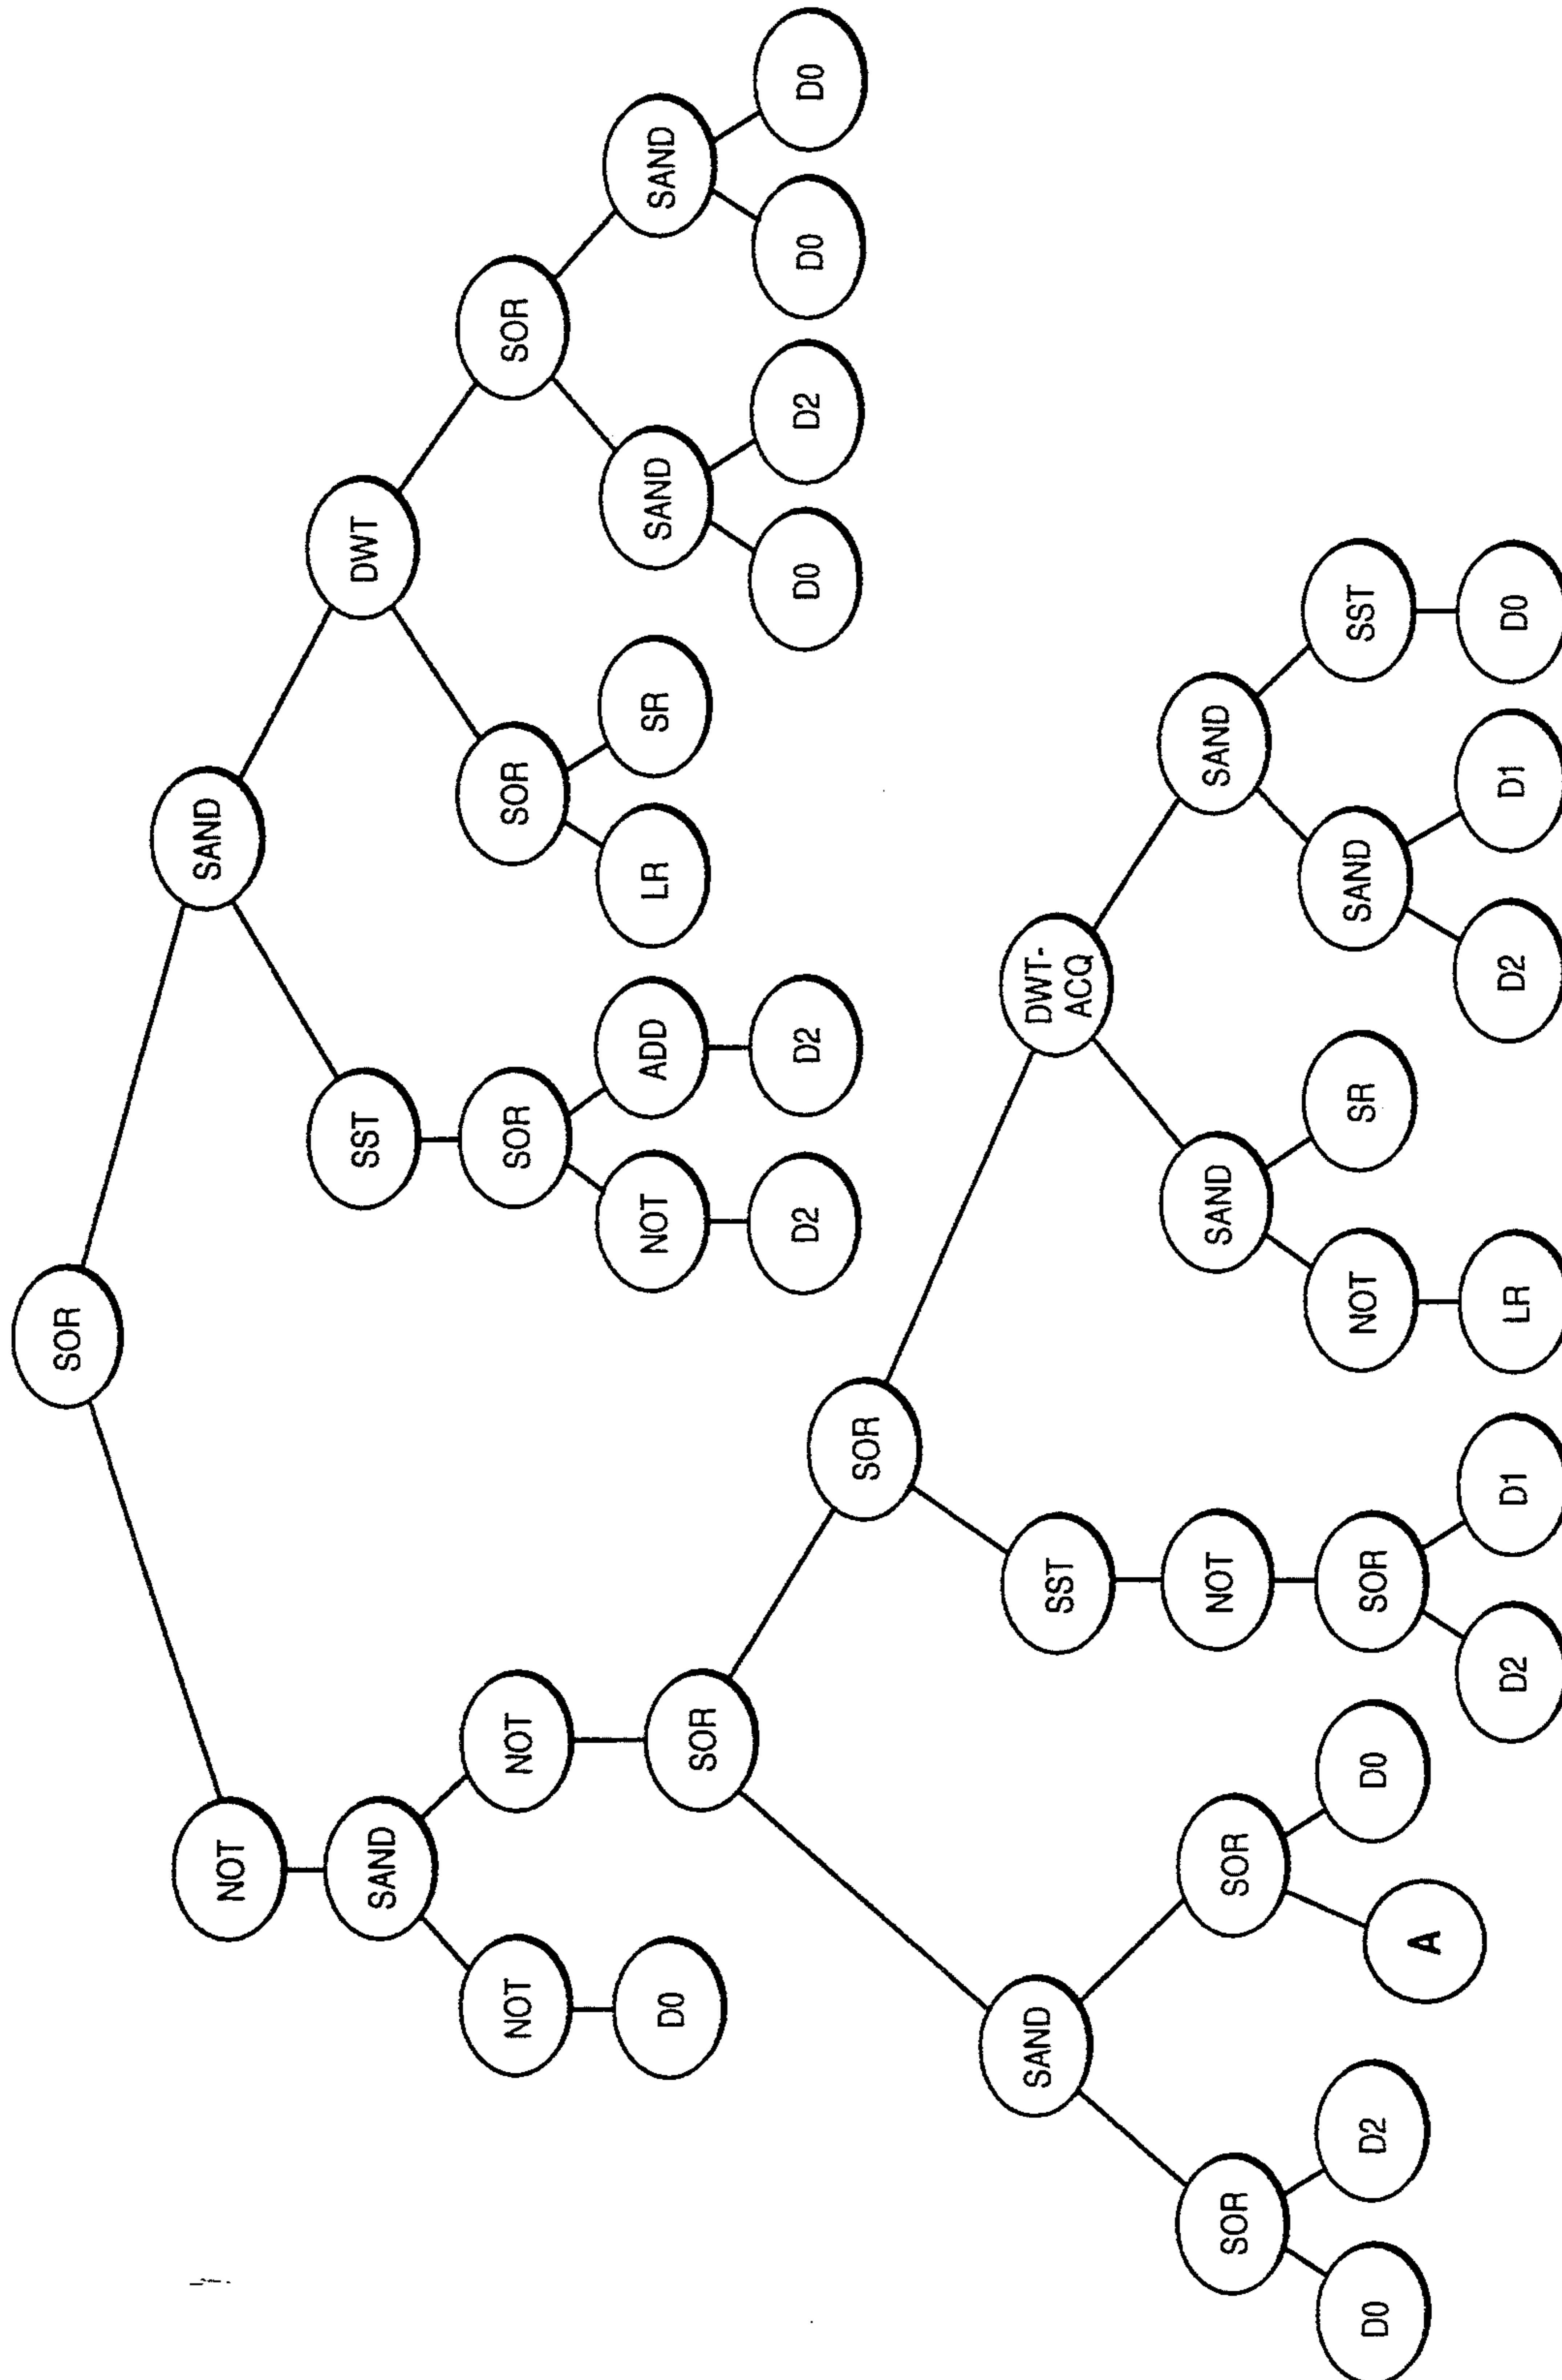 SOR
NOT
SAND
SAND
SST
DWT
NOT
NOT
SOR
SOR
SOR
D0
SOR
NOT
ADD
LR
SR
SAND
SAND
D2
D2
D0
D2
D0
D0
SOR
SAND
SST
DWT-
ACQ
SOR
SOR
NOT
SAND
SAND
D0
D2
A
D0
SOR
NOT
SR
SAND
SST
D2
D1
LR
D2
D1
D0